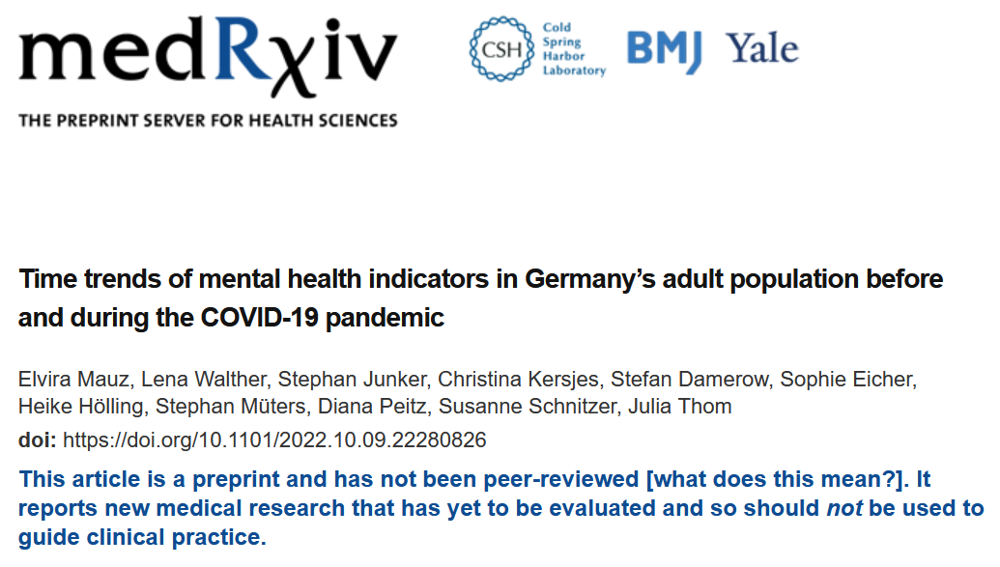 medRxiv
THE PREPRINT SERVER FOR HEALTH SCIENCES
CSH
Cold
Spring
Harbor
Laboratory
BMJ
Yale
Time trends of mental health indicators in Germany’s adult population before
and during the COVID-19 pandemic
Elvira Mauz, Lena Walther, Stephan Junker, Christina Kersjes, Stefan Damerow, Sophie Eicher,
Heike Hölling, Stephan Müters, Diana Peitz, Susanne Schnitzer, Julia Thom
doi: https://doi.org/10.1101/2022.10.09.22280826
This article is a preprint and has not been peer-reviewed [what does this mean?]. It
reports new medical research that has yet to be evaluated and so should not be used to
guide clinical practice.